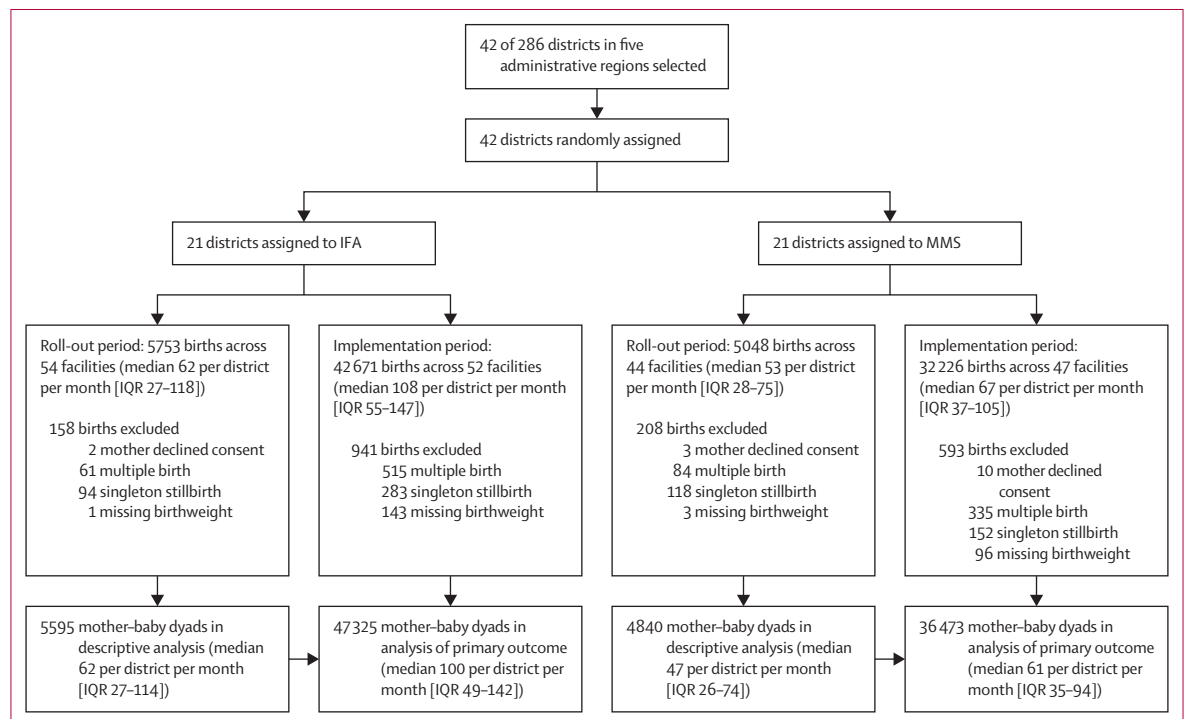 42 of 286 districts in five
administrative regions selected
42 districts randomly assigned
21 districts assigned to IFA
21 districts assigned to MMS
Roll-out period: 5753 births across
54 facilities (median 62 per district
per month [IQR 27–118])
158 births excluded
2 mother declined consent
61 multiple birth
94 singleton stillbirth
1 missing birthweight
Implementation period:
42 671 births across 52 facilities
(median 108 per district per month
[IQR 55–147])
941 births excluded
515 multiple birth
283 singleton stillbirth
143 missing birthweight
Roll-out period: 5048 births across
44 facilities (median 53 per district
per month [IQR 28–75])
208 births excluded
3 mother declined consent
84 multiple birth
118 singleton stillbirth
3 missing birthweight
Implementation period:
32 226 births across 47 facilities
(median 67 per district per month
[IQR 37–105])
593 births excluded
10 mother declined
consent
335 multiple birth
152 singleton stillbirth
96 missing birthweight
5595 mother–baby dyads in
descriptive analysis (median
62 per district per month
[IQR 27–114])
47 325 mother–baby dyads in
analysis of primary outcome
(median 100 per district per
month [IQR 49–142])
4840 mother–baby dyads in
descriptive analysis (median
47 per district per month
[IQR 26–74])
36 473 mother–baby dyads in
analysis of primary outcome
(median 61 per district per
month [IQR 35–94])